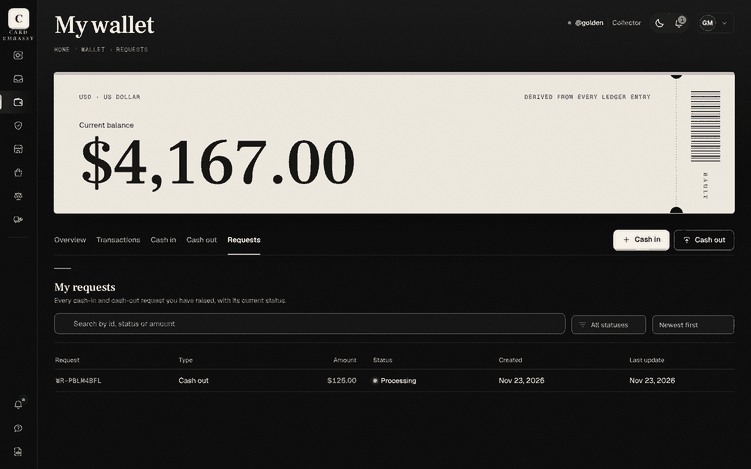 C
CARD
EMBASSY
My wallet
@golden
Collector
1
GM
HOME · WALLET › REQUESTS
USD · US DOLLAR
DERIVED FROM EVERY LEDGER ENTRY
Current balance
$4,167.00
Overview
Transactions
Cash in
Cash out
Requests
+ Cash in
Cash out
My requests
Every cash-in and cash-out request you have raised, with its current status.
Search by id, status or amount
All statuses
Newest first
Request
Type
Amount
Status
Created
Last update
WR-PBLM4BFL
Cash out
$126.00
Processing
Nov 23, 2026
Nov 23, 2026